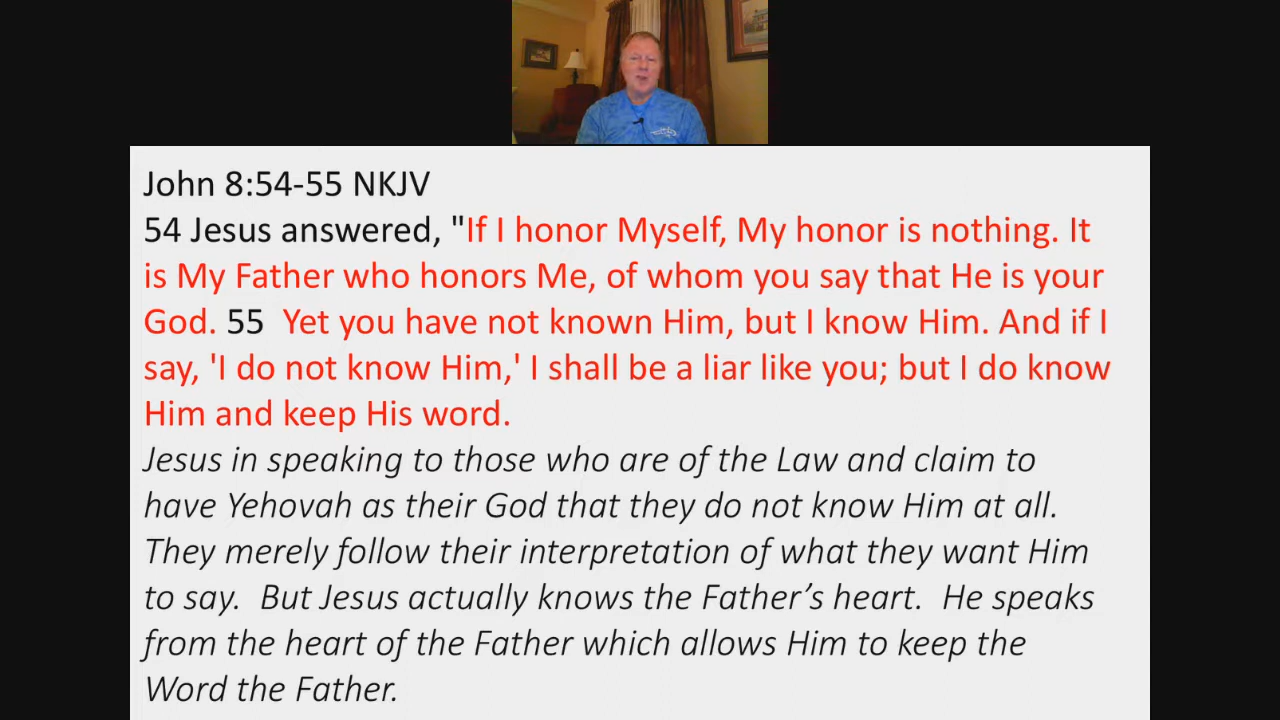 John 8:54-55 NKJV
54 Jesus answered, "If I honor Myself, My honor is nothing. It
is My Father who honors Me, of whom you say that He is your
God. 55  Yet you have not known Him, but I know Him. And if I
say, 'I do not know Him,' I shall be a liar like you; but I do know
Him and keep His word.
Jesus in speaking to those who are of the Law and claim to
have Yehovah as their God that they do not know Him at all.
They merely follow their interpretation of what they want Him
to say.  But Jesus actually knows the Father’s heart.  He speaks
from the heart of the Father which allows Him to keep the
Word the Father.